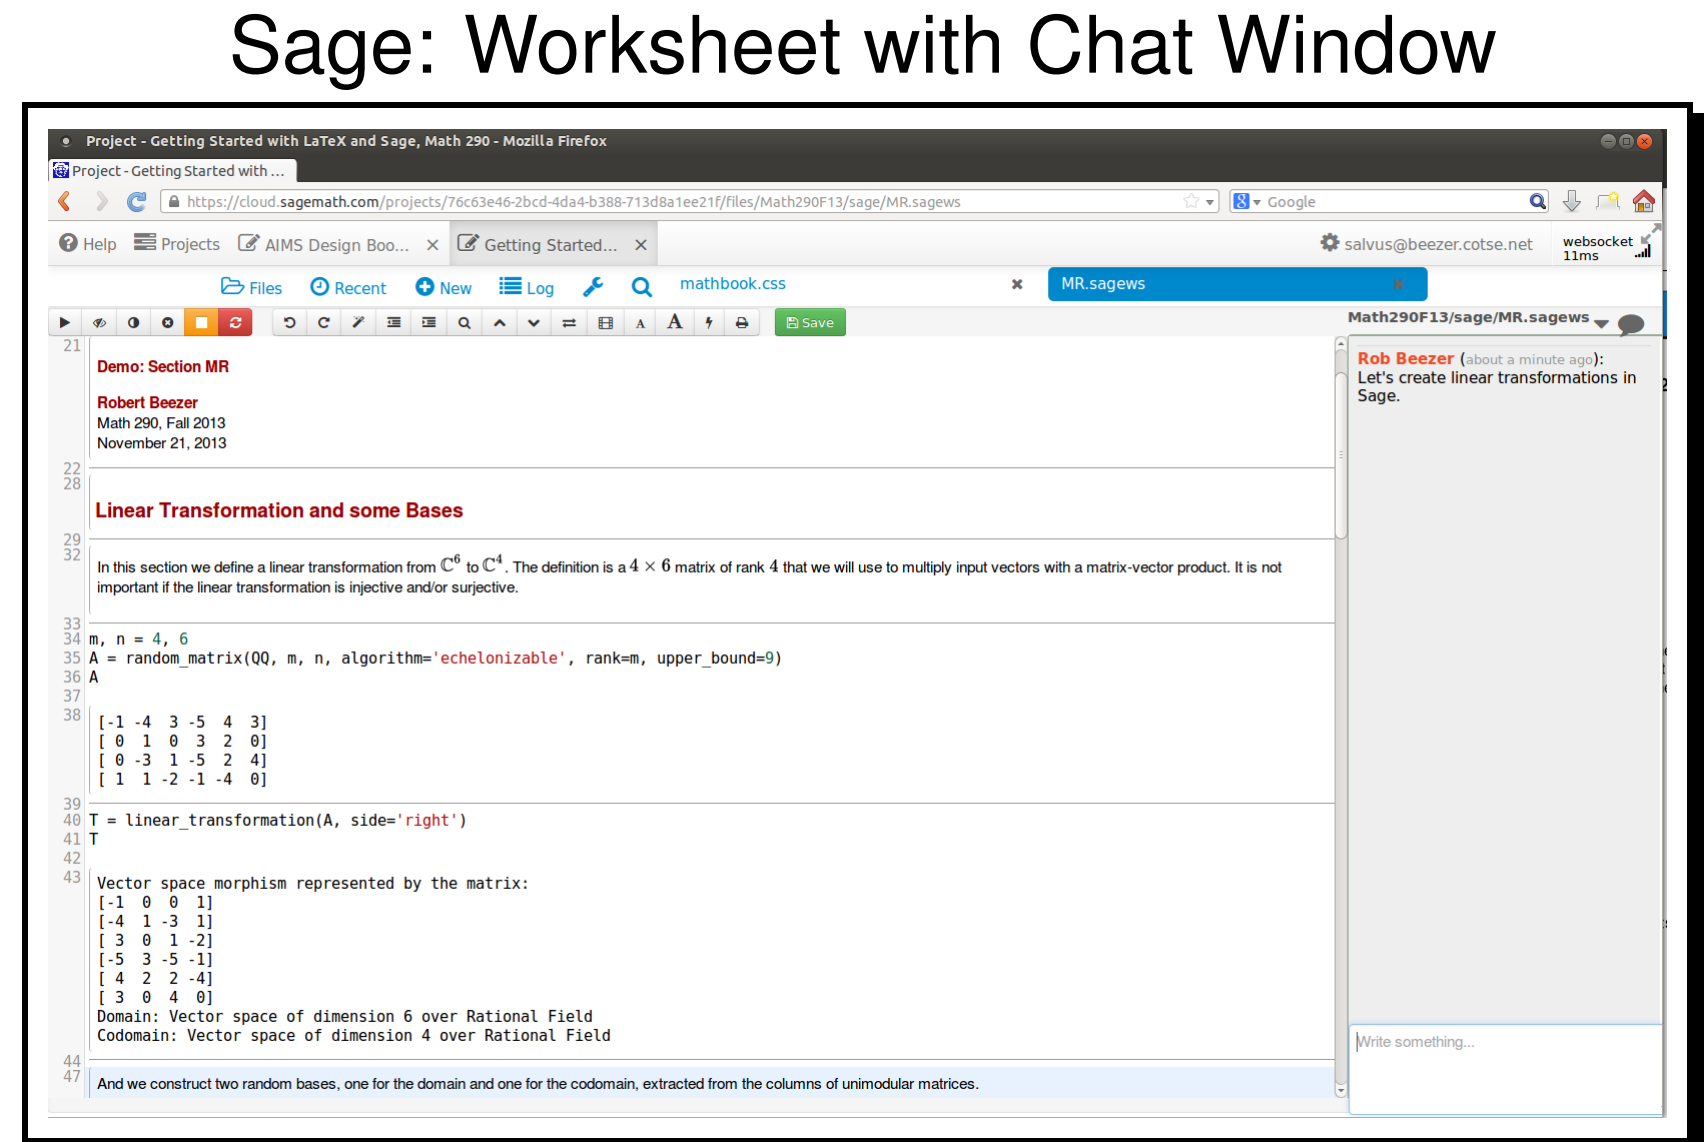 Sage: Worksheet with Chat Window
Project - Getting Started with LaTeX and Sage, Math 290 - Mozilla Firefox
Project - Getting Started with ...
https://cloud.sagemath.com/projects/76c63e46-2bcd-4da4-b388-713d8a1ee21f/files/Math290F13/sage/MR.sagews
Google
Help Projects AIMS Design Boo... Getting Started... salvus@beezer.cotse.net websocket
11ms
Files Recent New Log mathbook.css MR.sagews
Save
Math290F13/sage/MR.sagews
Rob Beezer (about a minute ago):
Let's create linear transformations in
Sage.
Write something...
21
Demo: Section MR
Robert Beezer
Math 290, Fall 2013
November 21, 2013
22
28
Linear Transformation and some Bases
29
32
In this section we define a linear transformation from ℂ⁶ to ℂ⁴. The definition is a 4 × 6 matrix of rank 4 that we will use to multiply input vectors with a matrix-vector product. It is not
important if the linear transformation is injective and/or surjective.
33
34 m, n = 4, 6
35 A = random_matrix(QQ, m, n, algorithm='echelonizable', rank=m, upper_bound=9)
36 A
37
38
[-1 -4  3 -5  4  3]
[ 0  1  0  3  2  0]
[ 0 -3  1 -5  2  4]
[ 1  1 -2 -1 -4  0]
39
40 T = linear_transformation(A, side='right')
41 T
42
43
Vector space morphism represented by the matrix:
[-1  0  0  1]
[-4  1 -3  1]
[ 3  0  1 -2]
[-5  3 -5 -1]
[ 4  2  2 -4]
[ 3  0  4  0]
Domain: Vector space of dimension 6 over Rational Field
Codomain: Vector space of dimension 4 over Rational Field
44
47
And we construct two random bases, one for the domain and one for the codomain, extracted from the columns of unimodular matrices.